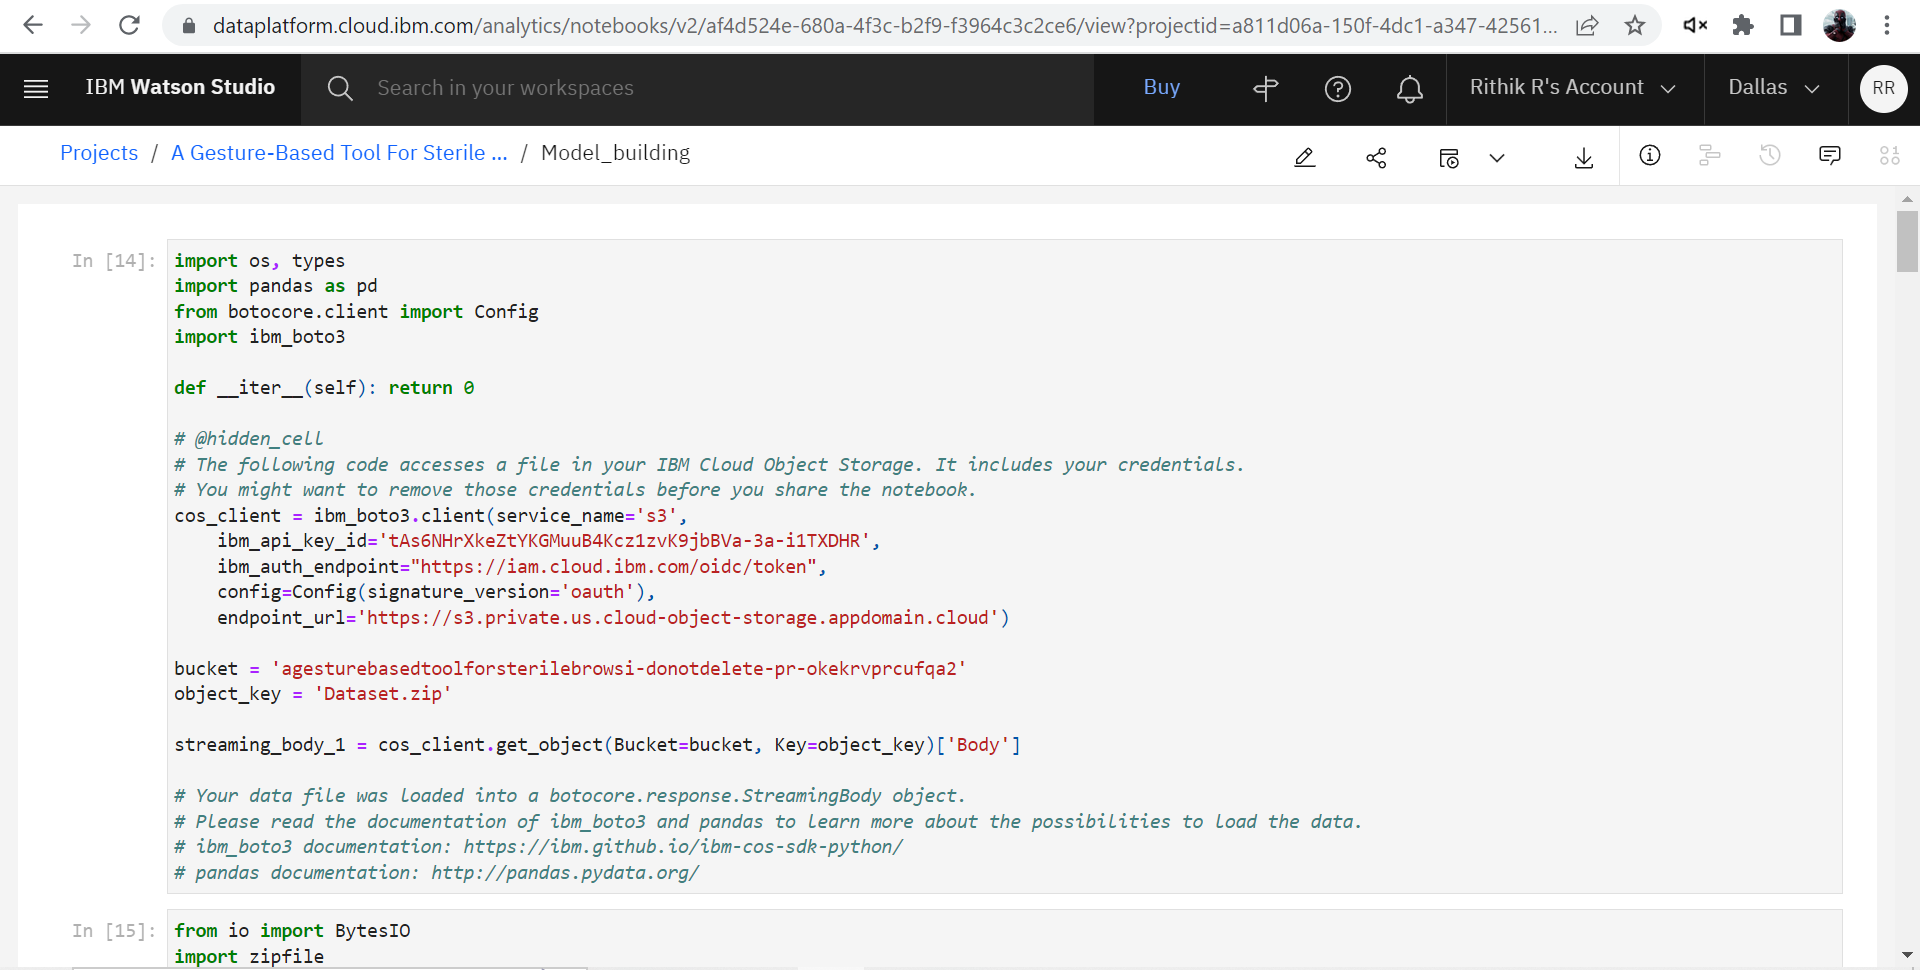 dataplatform.cloud.ibm.com/analytics/notebooks/v2/af4d524e-680a-4f3c-b2f9-f3964c3c2ce6/view?projectid=a811d06a-150f-4dc1-a347-42561...
IBM Watson Studio
Search in your workspaces
Buy
Rithik R's Account
Dallas
RR
Projects / A Gesture-Based Tool For Sterile ... / Model_building
In [14]:
import os, types
import pandas as pd
from botocore.client import Config
import ibm_boto3
def __iter__(self): return 0
# @hidden_cell
# The following code accesses a file in your IBM Cloud Object Storage. It includes your credentials.
# You might want to remove those credentials before you share the notebook.
cos_client = ibm_boto3.client(service_name='s3',
ibm_api_key_id='tAs6NHrXkeZtYKGMuuB4Kcz1zvK9jbBVa-3a-i1TXDHR',
ibm_auth_endpoint="https://iam.cloud.ibm.com/oidc/token",
config=Config(signature_version='oauth'),
endpoint_url='https://s3.private.us.cloud-object-storage.appdomain.cloud')
bucket = 'agesturebasedtoolforsterilebrowsi-donotdelete-pr-okekrvprcufqa2'
object_key = 'Dataset.zip'
streaming_body_1 = cos_client.get_object(Bucket=bucket, Key=object_key)['Body']
# Your data file was loaded into a botocore.response.StreamingBody object.
# Please read the documentation of ibm_boto3 and pandas to learn more about the possibilities to load the data.
# ibm_boto3 documentation: https://ibm.github.io/ibm-cos-sdk-python/
# pandas documentation: http://pandas.pydata.org/
In [15]:
from io import BytesIO
import zipfile